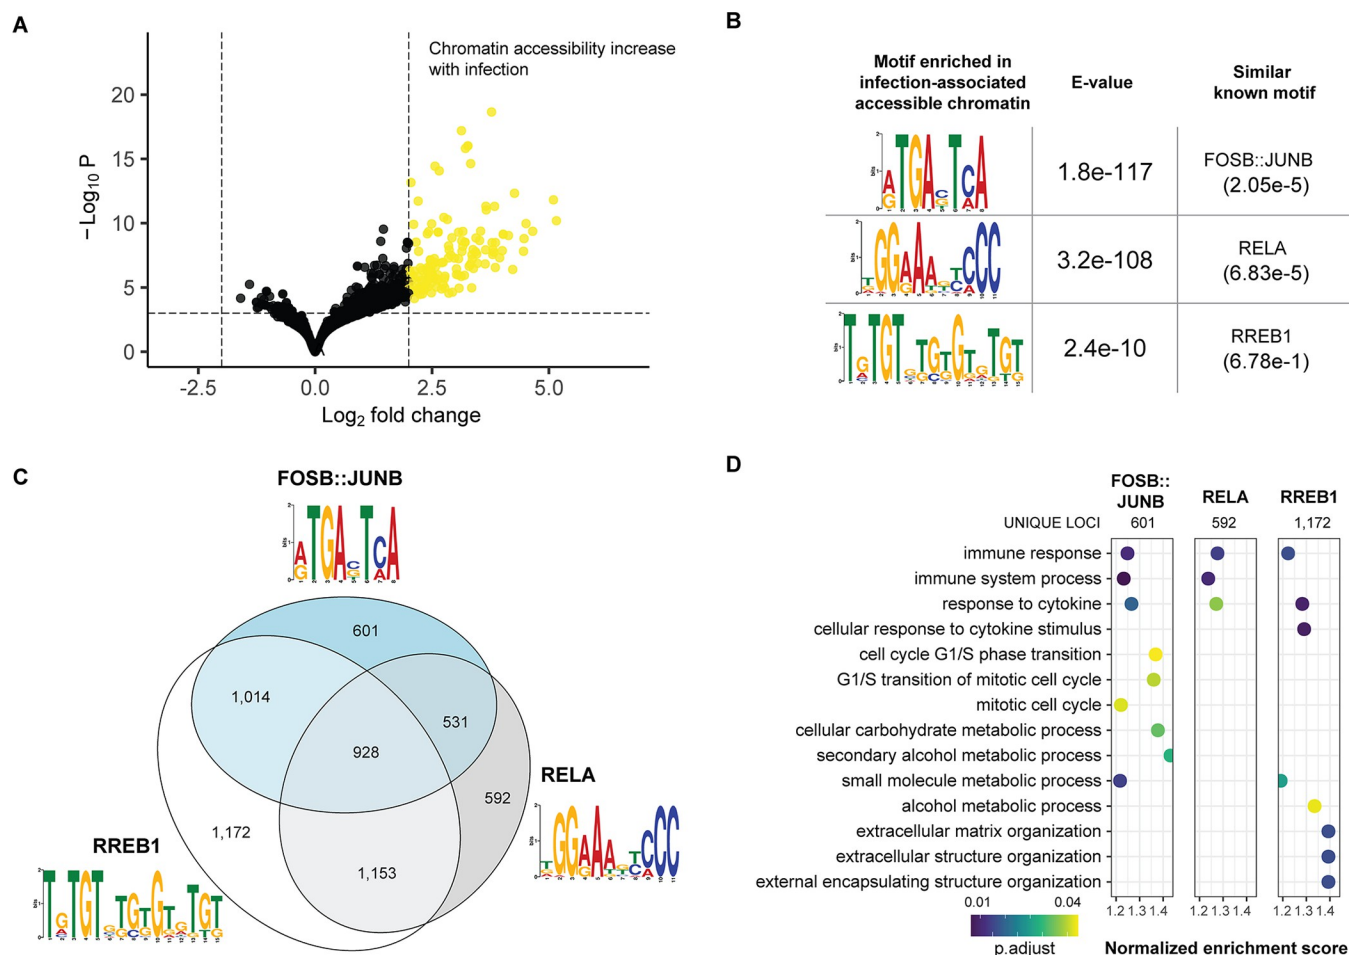 A
Chromatin accessibility increase
with infection
20
15
10
5
0
−Log10 P
-2.5
0.0
2.5
5.0
Log2 fold change
B
Motif enriched in
infection-associated
accessible chromatin
E-value
Similar
known motif
1.8e-117
FOSB::JUNB
(2.05e-5)
3.2e-108
RELA
(6.83e-5)
2.4e-10
RREB1
(6.78e-1)
C
FOSB::JUNB
601
1,014
531
928
RELA
592
1,172
RREB1
1,153
D
FOSB::
JUNB
RELA
RREB1
UNIQUE LOCI
601
592
1,172
immune response
immune system process
response to cytokine
cellular response to cytokine stimulus
cell cycle G1/S phase transition
G1/S transition of mitotic cell cycle
mitotic cell cycle
cellular carbohydrate metabolic process
secondary alcohol metabolic process
small molecule metabolic process
alcohol metabolic process
extracellular matrix organization
extracellular structure organization
external encapsulating structure organization
1.2 1.3 1.4
1.2 1.3 1.4
1.2 1.3 1.4
0.01
0.04
p.adjust
Normalized enrichment score